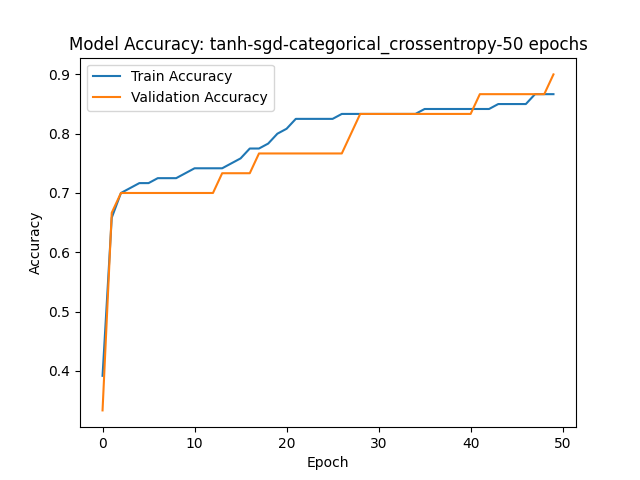 Model Accuracy: tanh-sgd-categorical_crossentropy-50 epochs
Train Accuracy
Validation Accuracy
0.9
0.8
0.7
0.6
0.5
0.4
Accuracy
0 10 20 30 40 50
Epoch